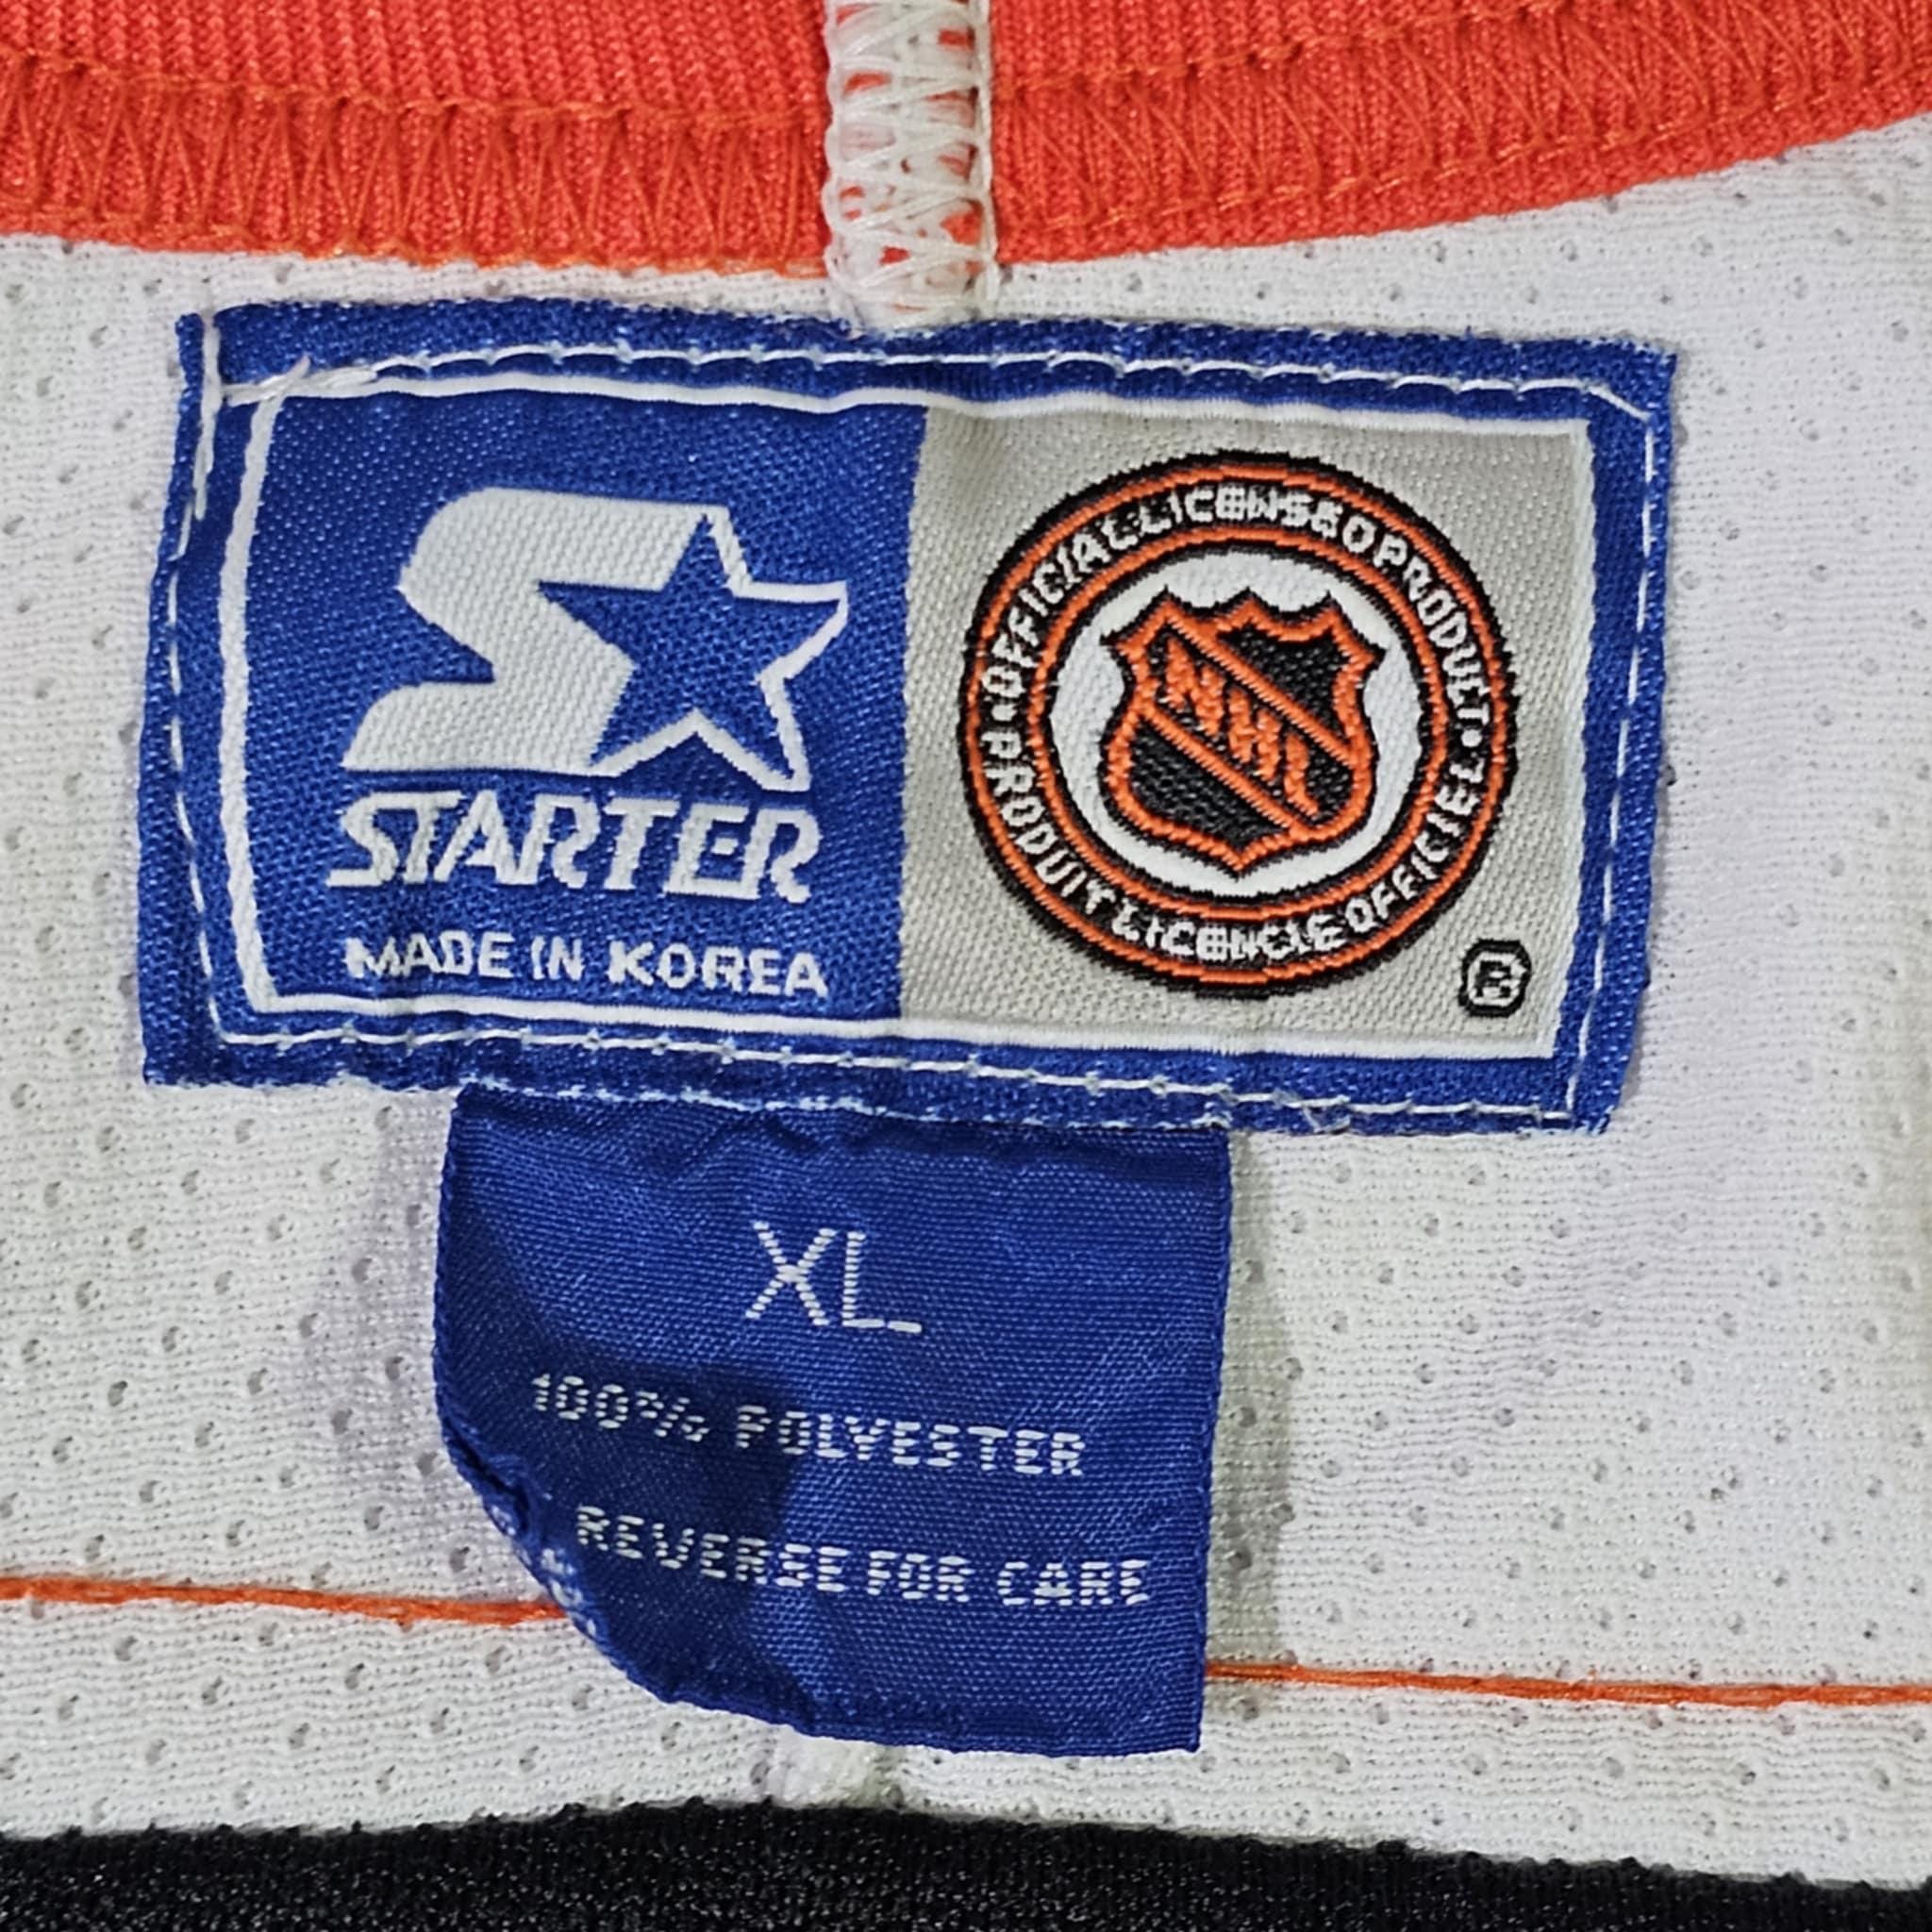 STARTER
MADE IN KOREA
OFFICIAL LICENSED PRODUCT
NHL
PRODUIT LICENCIE OFFICIEL
®
XL
100% POLYESTER
REVERSE FOR CARE